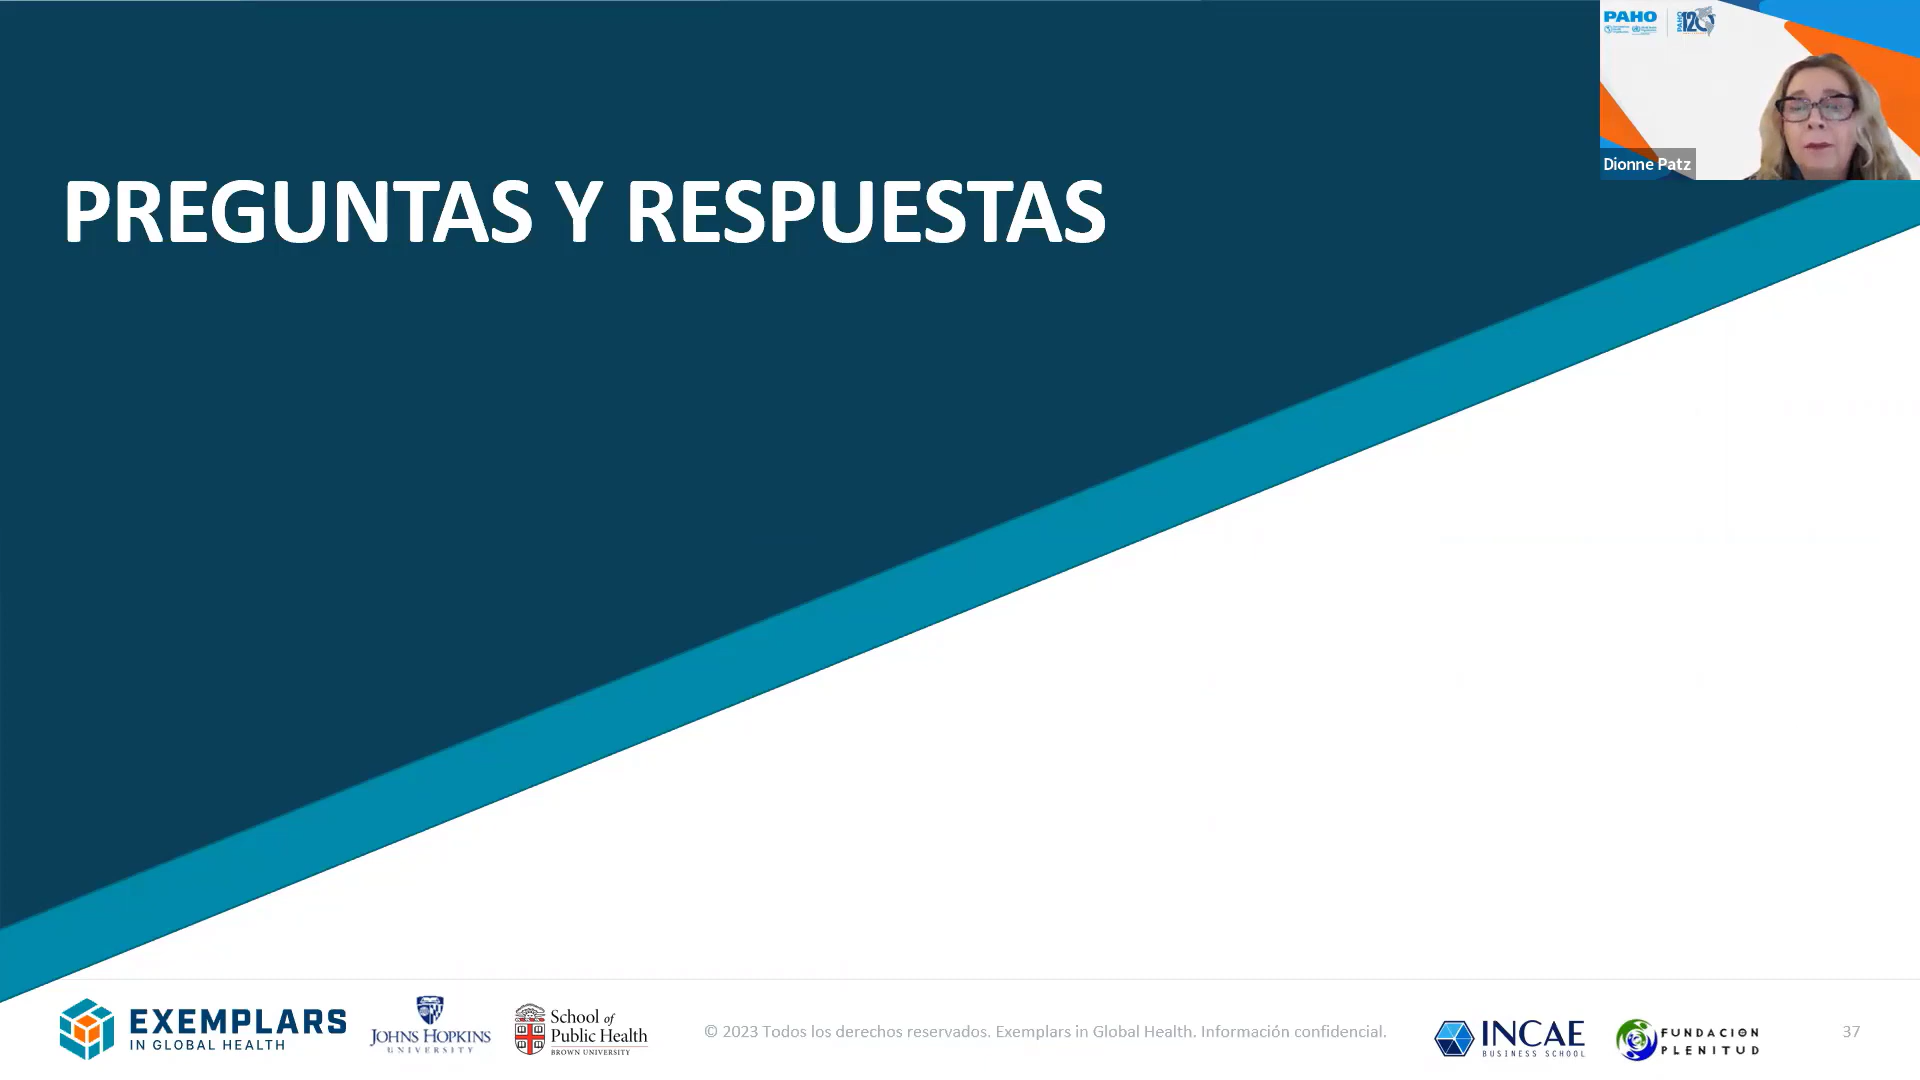 PAHO
PAHO
120
Dionne Patz
PREGUNTAS Y RESPUESTAS
EXEMPLARS
IN GLOBAL HEALTH
JOHNS HOPKINS
UNIVERSITY
School of
Public Health
BROWN UNIVERSITY
© 2023 Todos los derechos reservados. Exemplars in Global Health. Información confidencial.
INCAE
BUSINESS SCHOOL
FUNDACION
PLENITUD
37